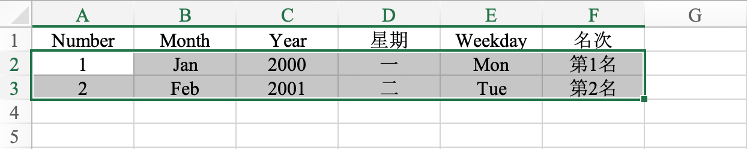 A B C D E F G
1 Number Month Year 星期 Weekday 名次
2 1 Jan 2000 一 Mon 第1名
3 2 Feb 2001 二 Tue 第2名
4
5